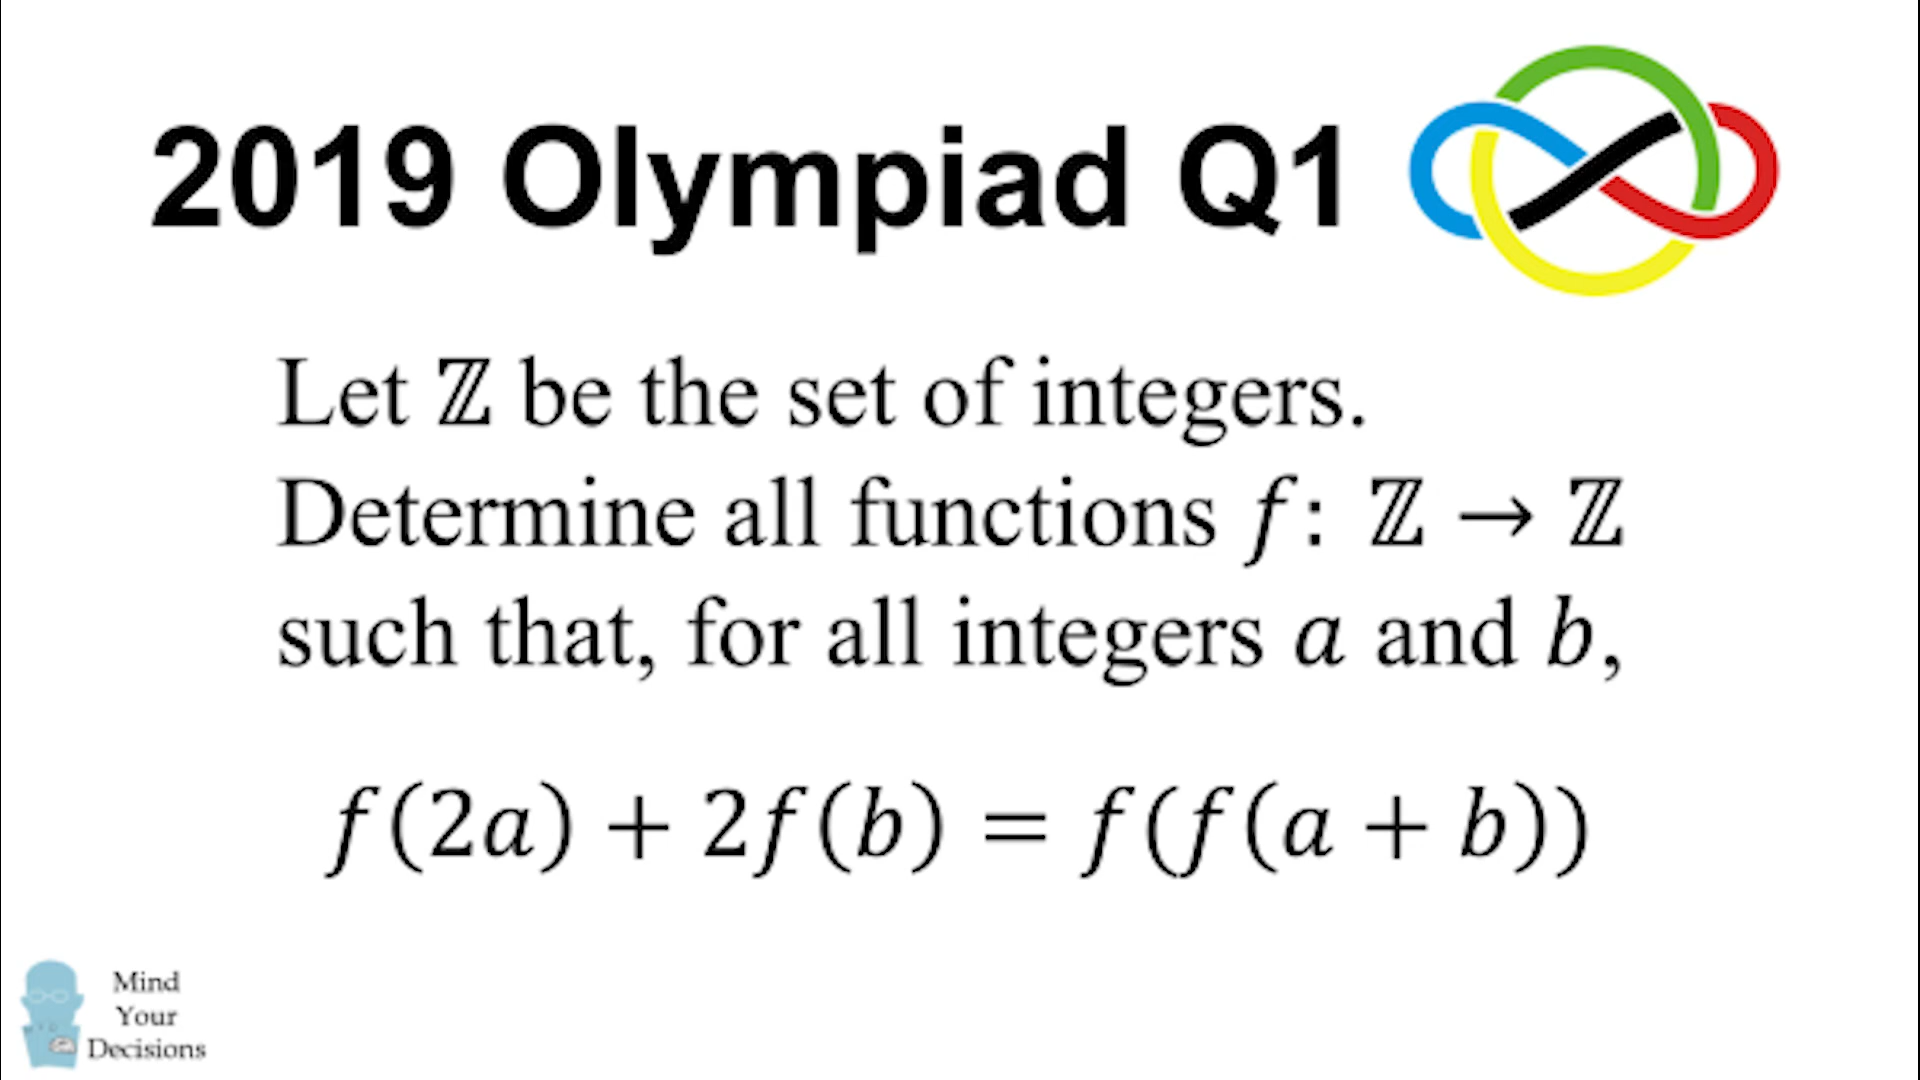 2019 Olympiad Q1
Let ℤ be the set of integers.
Determine all functions f: ℤ → ℤ
such that, for all integers a and b,
f(2a) + 2f(b) = f(f(a + b))
Mind
Your
Decisions